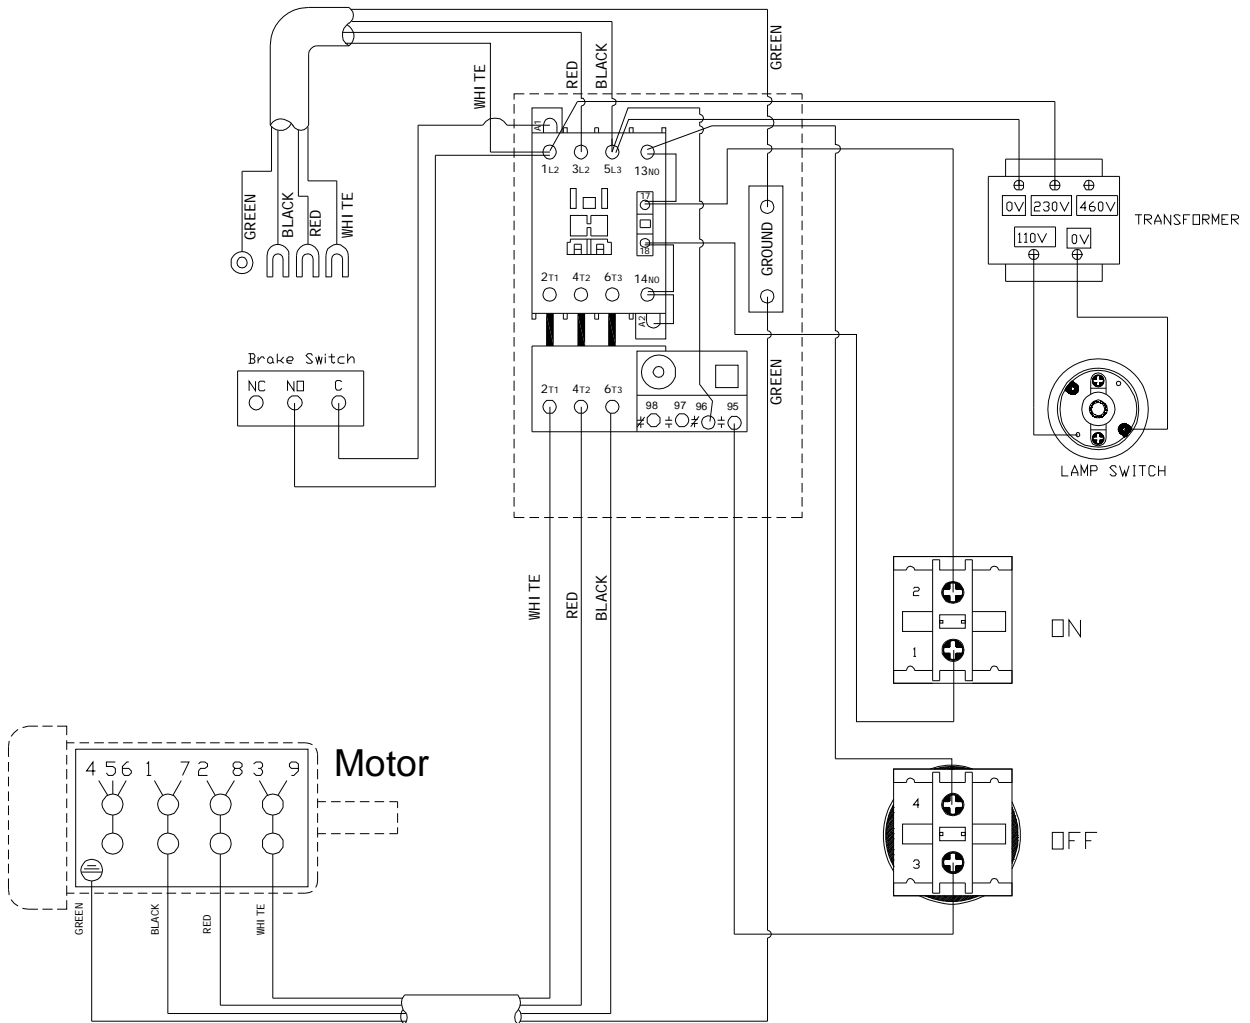 GREEN
BLACK
RED
WHITE
WHITE
RED
BLACK
GREEN
A1
1L2 3L2 5L3 13NO
17
18
2T1 4T2 6T3 14NO
A2
GROUND
GREEN
0V 230V 460V
110V 0V
TRANSFORMER
LAMP SWITCH
Brake Switch
NC NO C
2T1 4T2 6T3
98 97 96 95
WHITE
RED
BLACK
2
1
ON
4
3
OFF
Motor
4 5 6 1 7 2 8 3 9
GREEN
BLACK
RED
WHITE